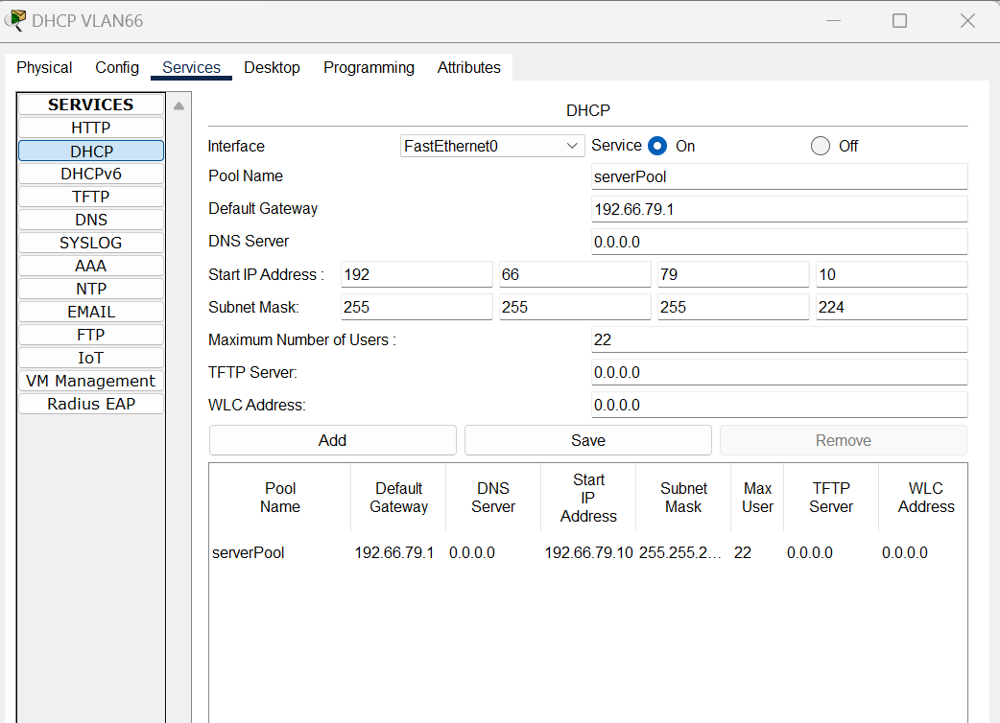 DHCP VLAN66
Physical Config Services Desktop Programming Attributes
SERVICES
HTTP
DHCP
DHCPv6
TFTP
DNS
SYSLOG
AAA
NTP
EMAIL
FTP
IoT
VM Management
Radius EAP
DHCP
Interface FastEthernet0 Service On Off
Pool Name serverPool
Default Gateway 192.66.79.1
DNS Server 0.0.0.0
Start IP Address : 192 66 79 10
Subnet Mask: 255 255 255 224
Maximum Number of Users : 22
TFTP Server: 0.0.0.0
WLC Address: 0.0.0.0
Add Save Remove
Pool Name Default Gateway DNS Server Start IP Address Subnet Mask Max User TFTP Server WLC Address
serverPool 192.66.79.1 0.0.0.0 192.66.79.10 255.255.2... 22 0.0.0.0 0.0.0.0